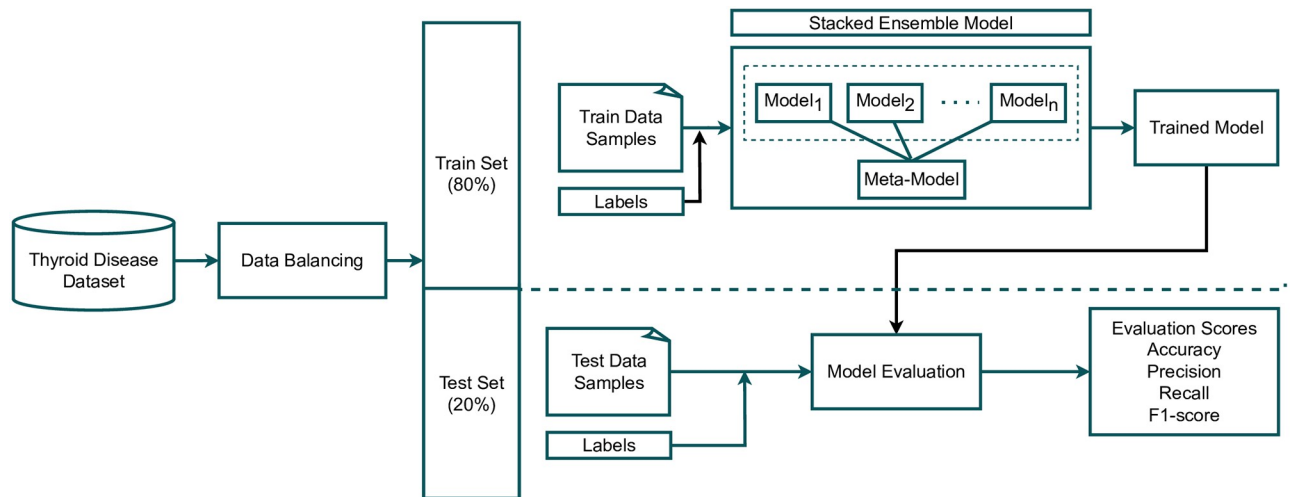 Thyroid Disease
Dataset
Data Balancing
Train Set
(80%)
Test Set
(20%)
Train Data
Samples
Labels
Stacked Ensemble Model
Model1
Model2
....
Modeln
Meta-Model
Trained Model
Test Data
Samples
Labels
Model Evaluation
Evaluation Scores
Accuracy
Precision
Recall
F1-score